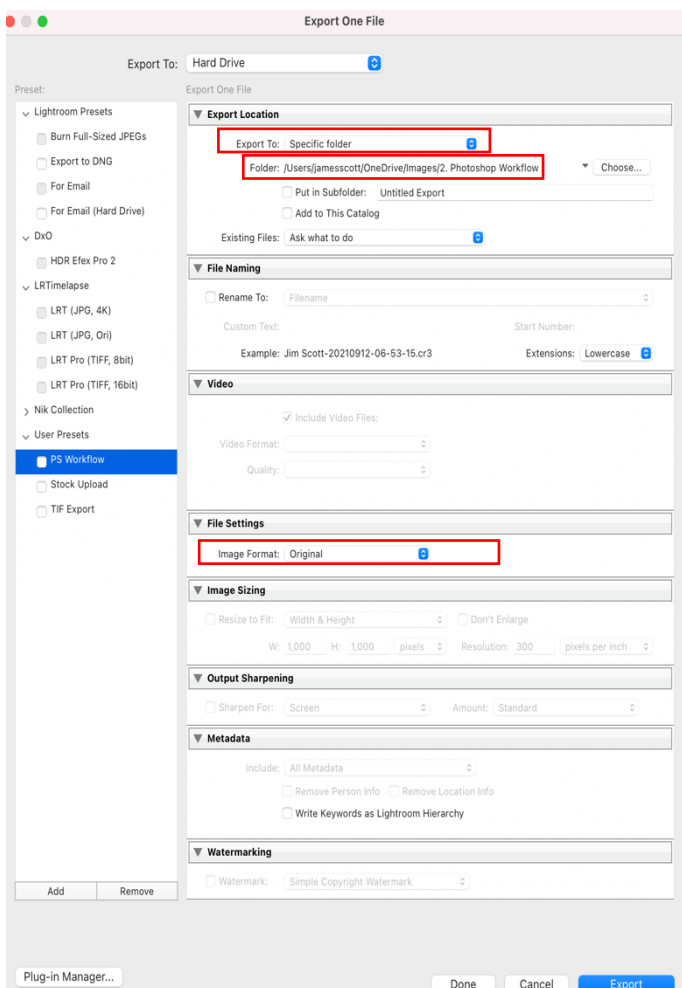 Export One File
Export To: Hard Drive
Preset:
Export One File
Lightroom Presets
Burn Full-Sized JPEGs
Export to DNG
For Email
For Email (Hard Drive)
DxO
HDR Efex Pro 2
LRTimelapse
LRT (JPG, 4K)
LRT (JPG, Ori)
LRT Pro (TIFF, 8bit)
LRT Pro (TIFF, 16bit)
Nik Collection
User Presets
PS Workflow
Stock Upload
TIF Export
Add Remove
Export Location
Export To: Specific folder
Folder: /Users/jamesscott/OneDrive/Images/2. Photoshop Workflow Choose...
Put in Subfolder: Untitled Export
Add to This Catalog
Existing Files: Ask what to do
File Naming
Rename To: Filename
Custom Text: Start Number:
Example: Jim Scott-20210912-06-53-15.cr3 Extensions: Lowercase
Video
Include Video Files:
Video Format:
Quality:
File Settings
Image Format: Original
Image Sizing
Resize to Fit: Width & Height Don't Enlarge
W: 1,000 H: 1,000 pixels Resolution: 300 pixels per inch
Output Sharpening
Sharpen For: Screen Amount: Standard
Metadata
Include: All Metadata
Remove Person Info Remove Location Info
Write Keywords as Lightroom Hierarchy
Watermarking
Watermark: Simple Copyright Watermark
Plug-in Manager...
Done Cancel Export